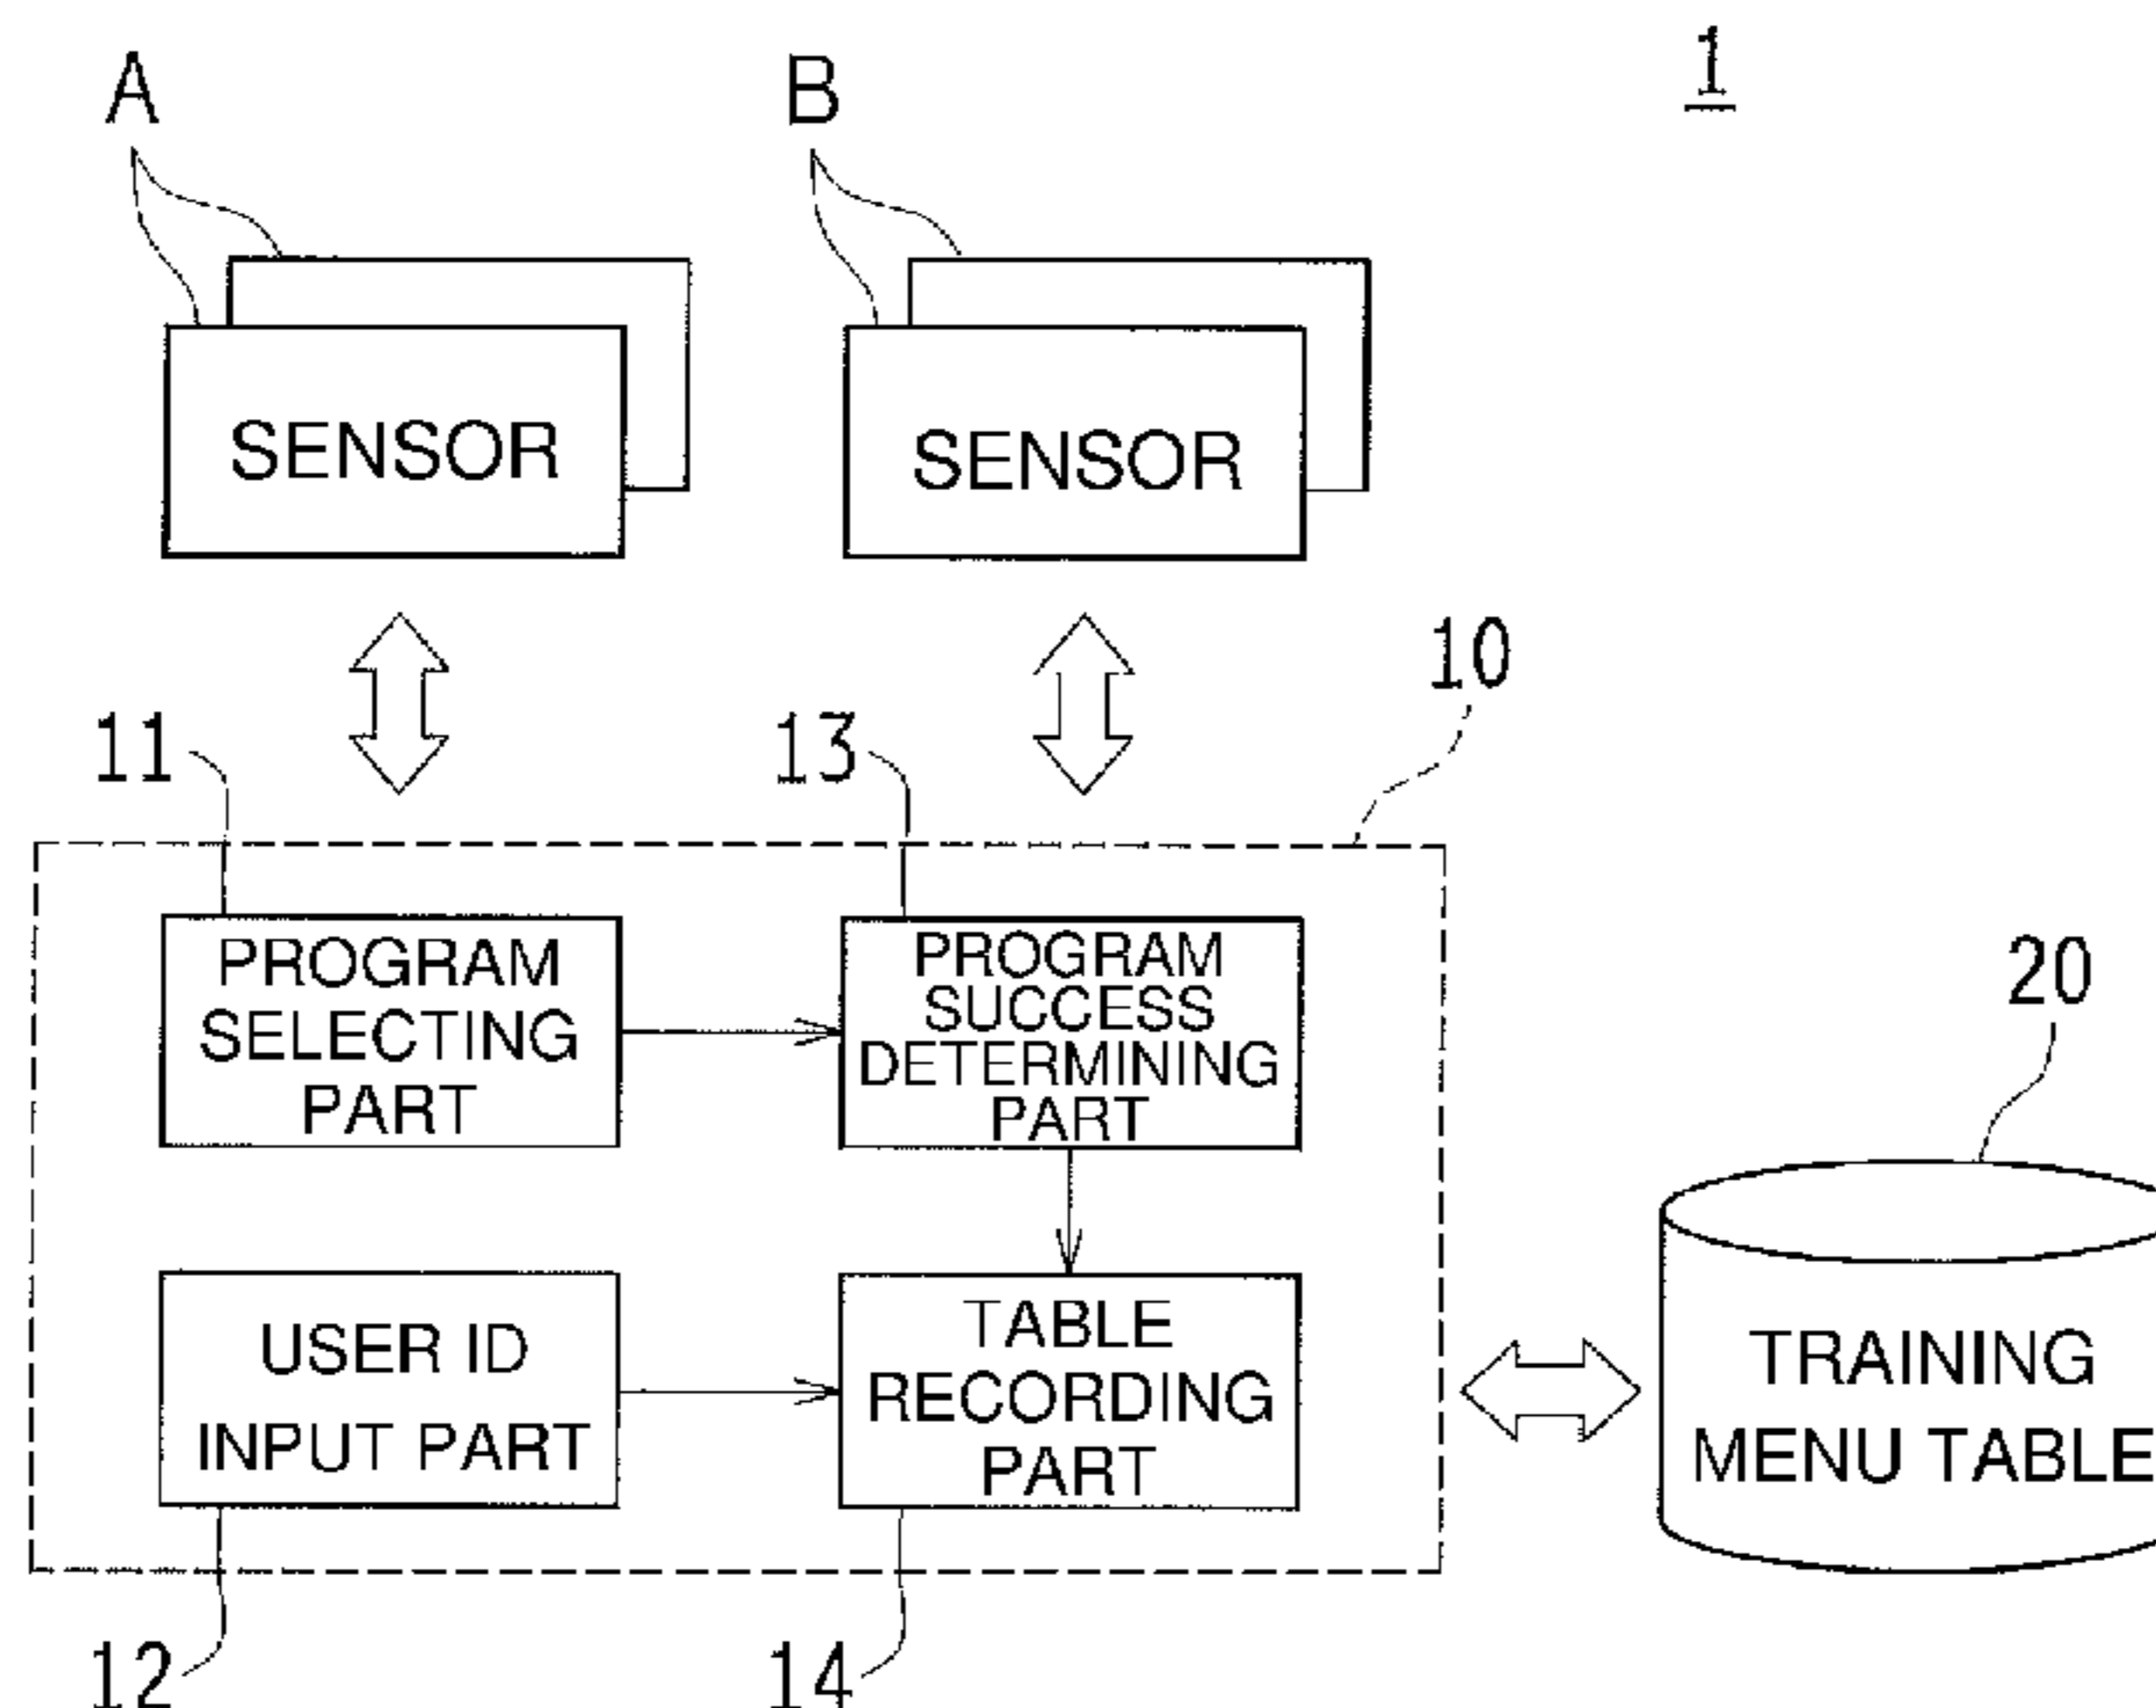 A
B
1
SENSOR
SENSOR
10
11
13
PROGRAM
SELECTING
PART
PROGRAM
SUCCESS
DETERMINING
PART
20
USER ID
INPUT PART
TABLE
RECORDING
PART
TRAINING
MENU TABLE
12
14